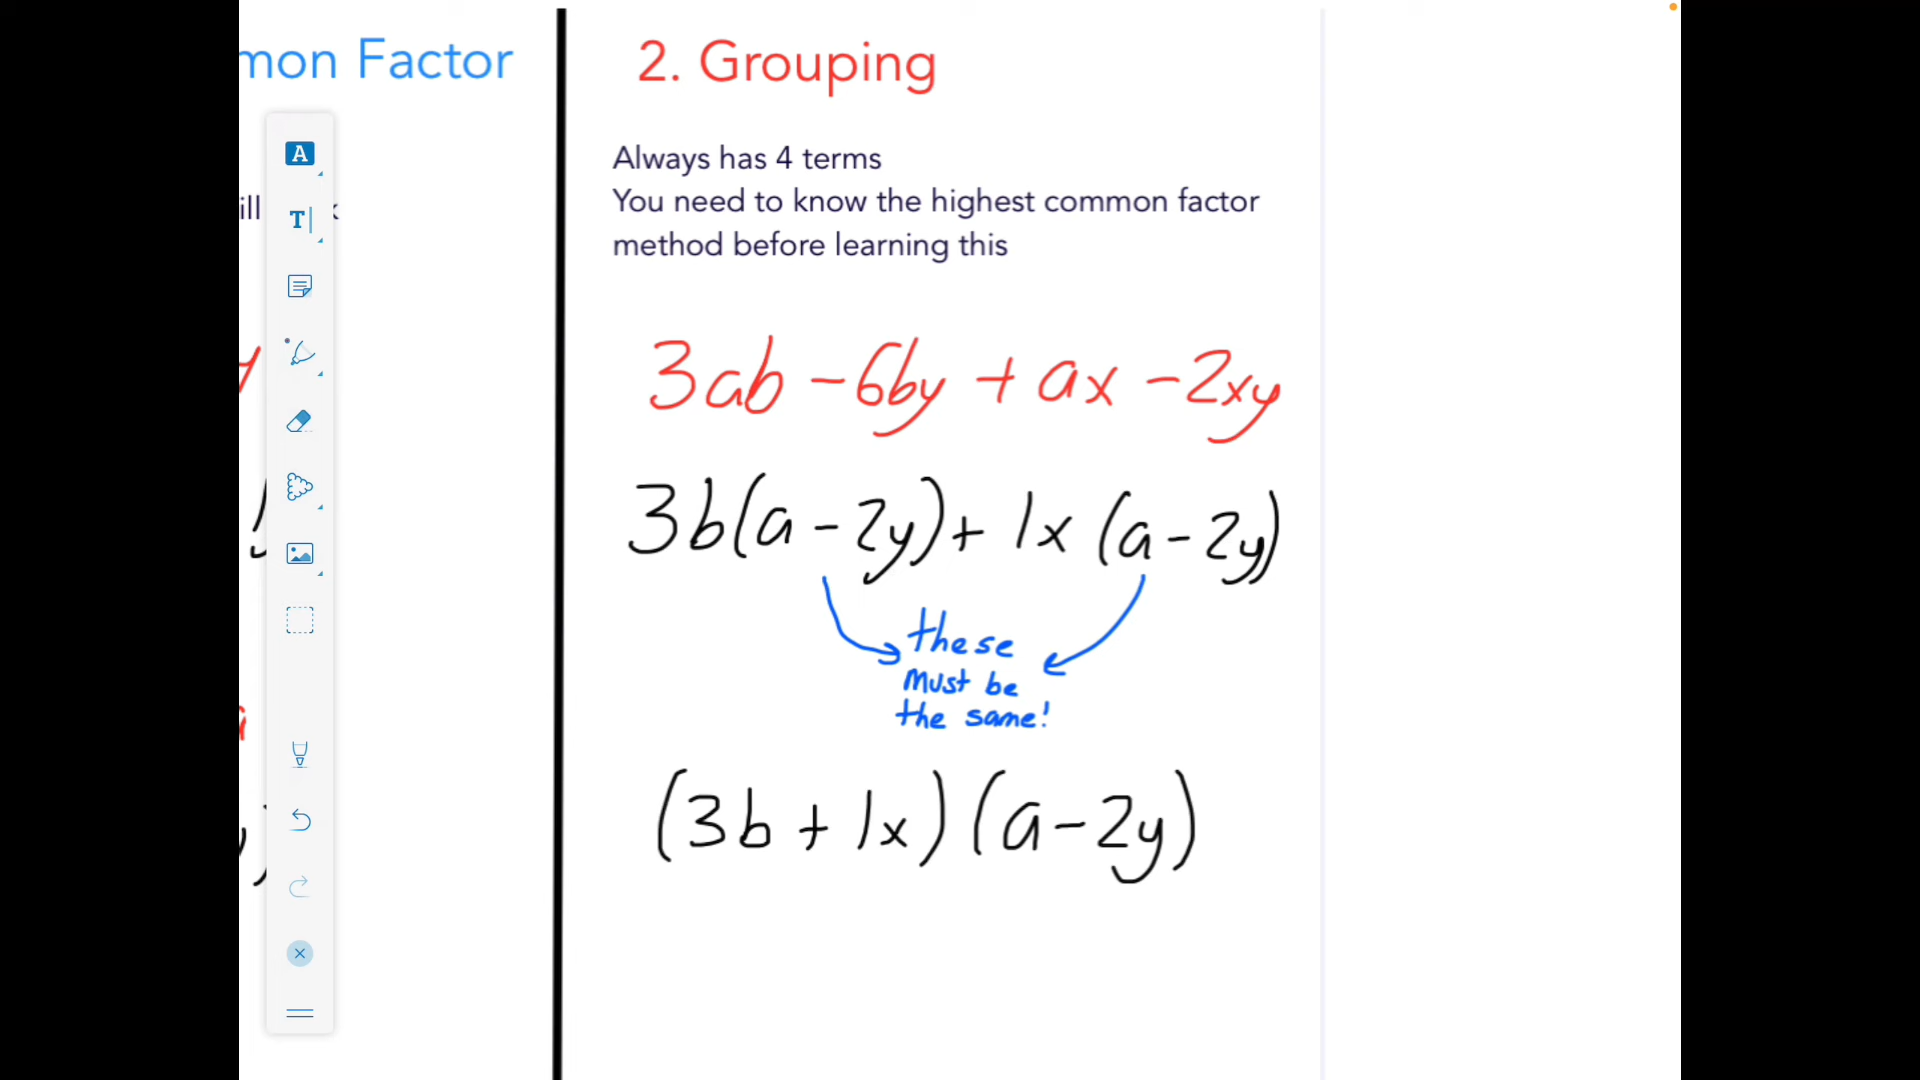 mon Factor
ill
k
2. Grouping
Always has 4 terms
You need to know the highest common factor
method before learning this
3ab - 6by + ax - 2xy
3b(a - 2y) + 1x (a - 2y)
these
must be
the same!
(3b + 1x) (a - 2y)
A
T